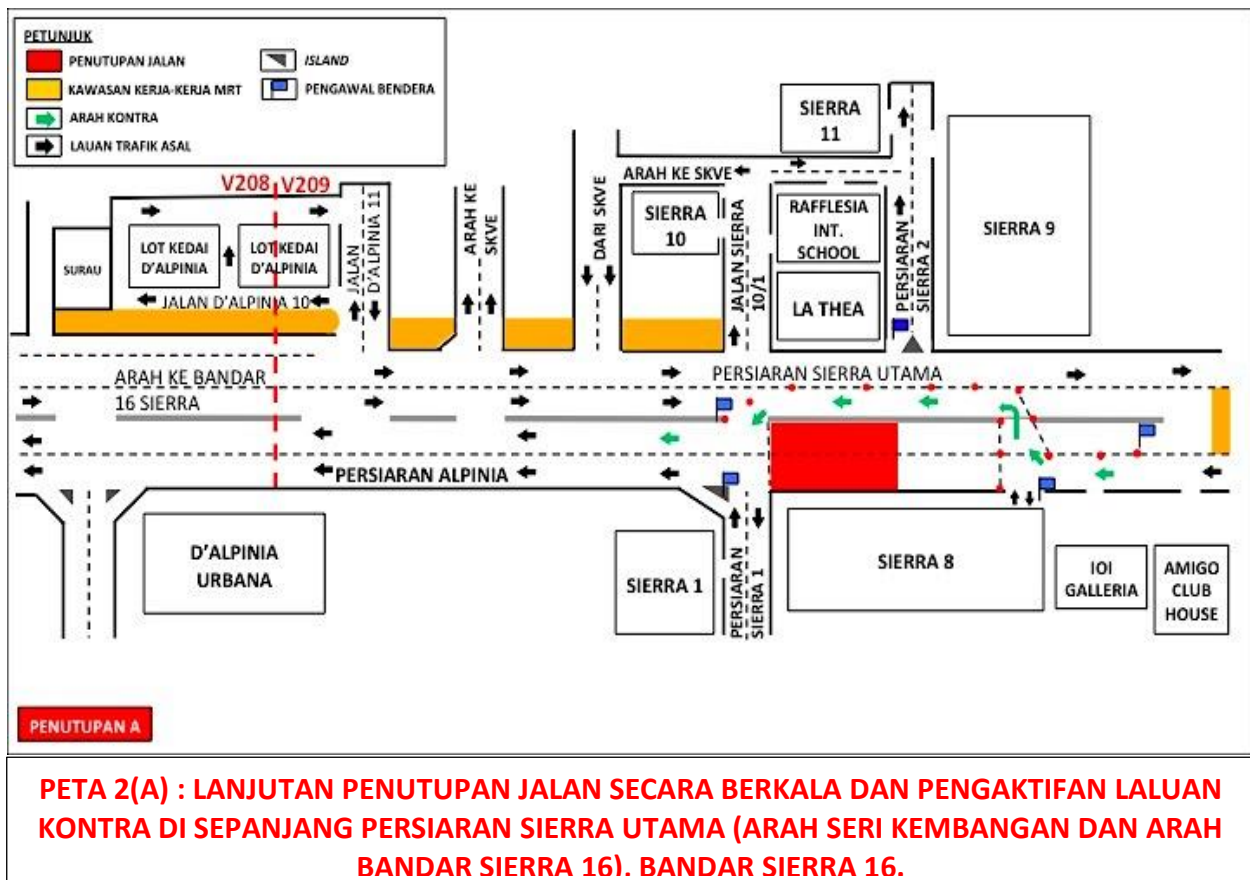 PETUNJUK
PENUTUPAN JALAN
KAWASAN KERJA-KERJA MRT
ARAH KONTRA
LAUAN TRAFIK ASAL
ISLAND
PENGAWAL BENDERA
V208
V209
SURAU
LOT KEDAI
D'ALPINIA
LOT KEDAI
D'ALPINIA
JALAN D'ALPINIA 10
JALAN
D'ALPINIA 11
ARAH KE
SKVE
DARI SKVE
ARAH KE SKVE
SIERRA
10
JALAN SIERRA
10/1
SIERRA
11
RAFFLESIA
INT.
SCHOOL
LA THEA
PERSIARAN
SIERRA 2
SIERRA 9
ARAH KE BANDAR
16 SIERRA
PERSIARAN SIERRA UTAMA
PERSIARAN ALPINIA
D'ALPINIA
URBANA
SIERRA 1
PERSIARAN
SIERRA 1
SIERRA 8
IOI
GALLERIA
AMIGO
CLUB
HOUSE
PENUTUPAN A
PETA 2(A) : LANJUTAN PENUTUPAN JALAN SECARA BERKALA DAN PENGAKTIFAN LALUAN
KONTRA DI SEPANJANG PERSIARAN SIERRA UTAMA (ARAH SERI KEMBANGAN DAN ARAH
BANDAR SIERRA 16). BANDAR SIERRA 16.